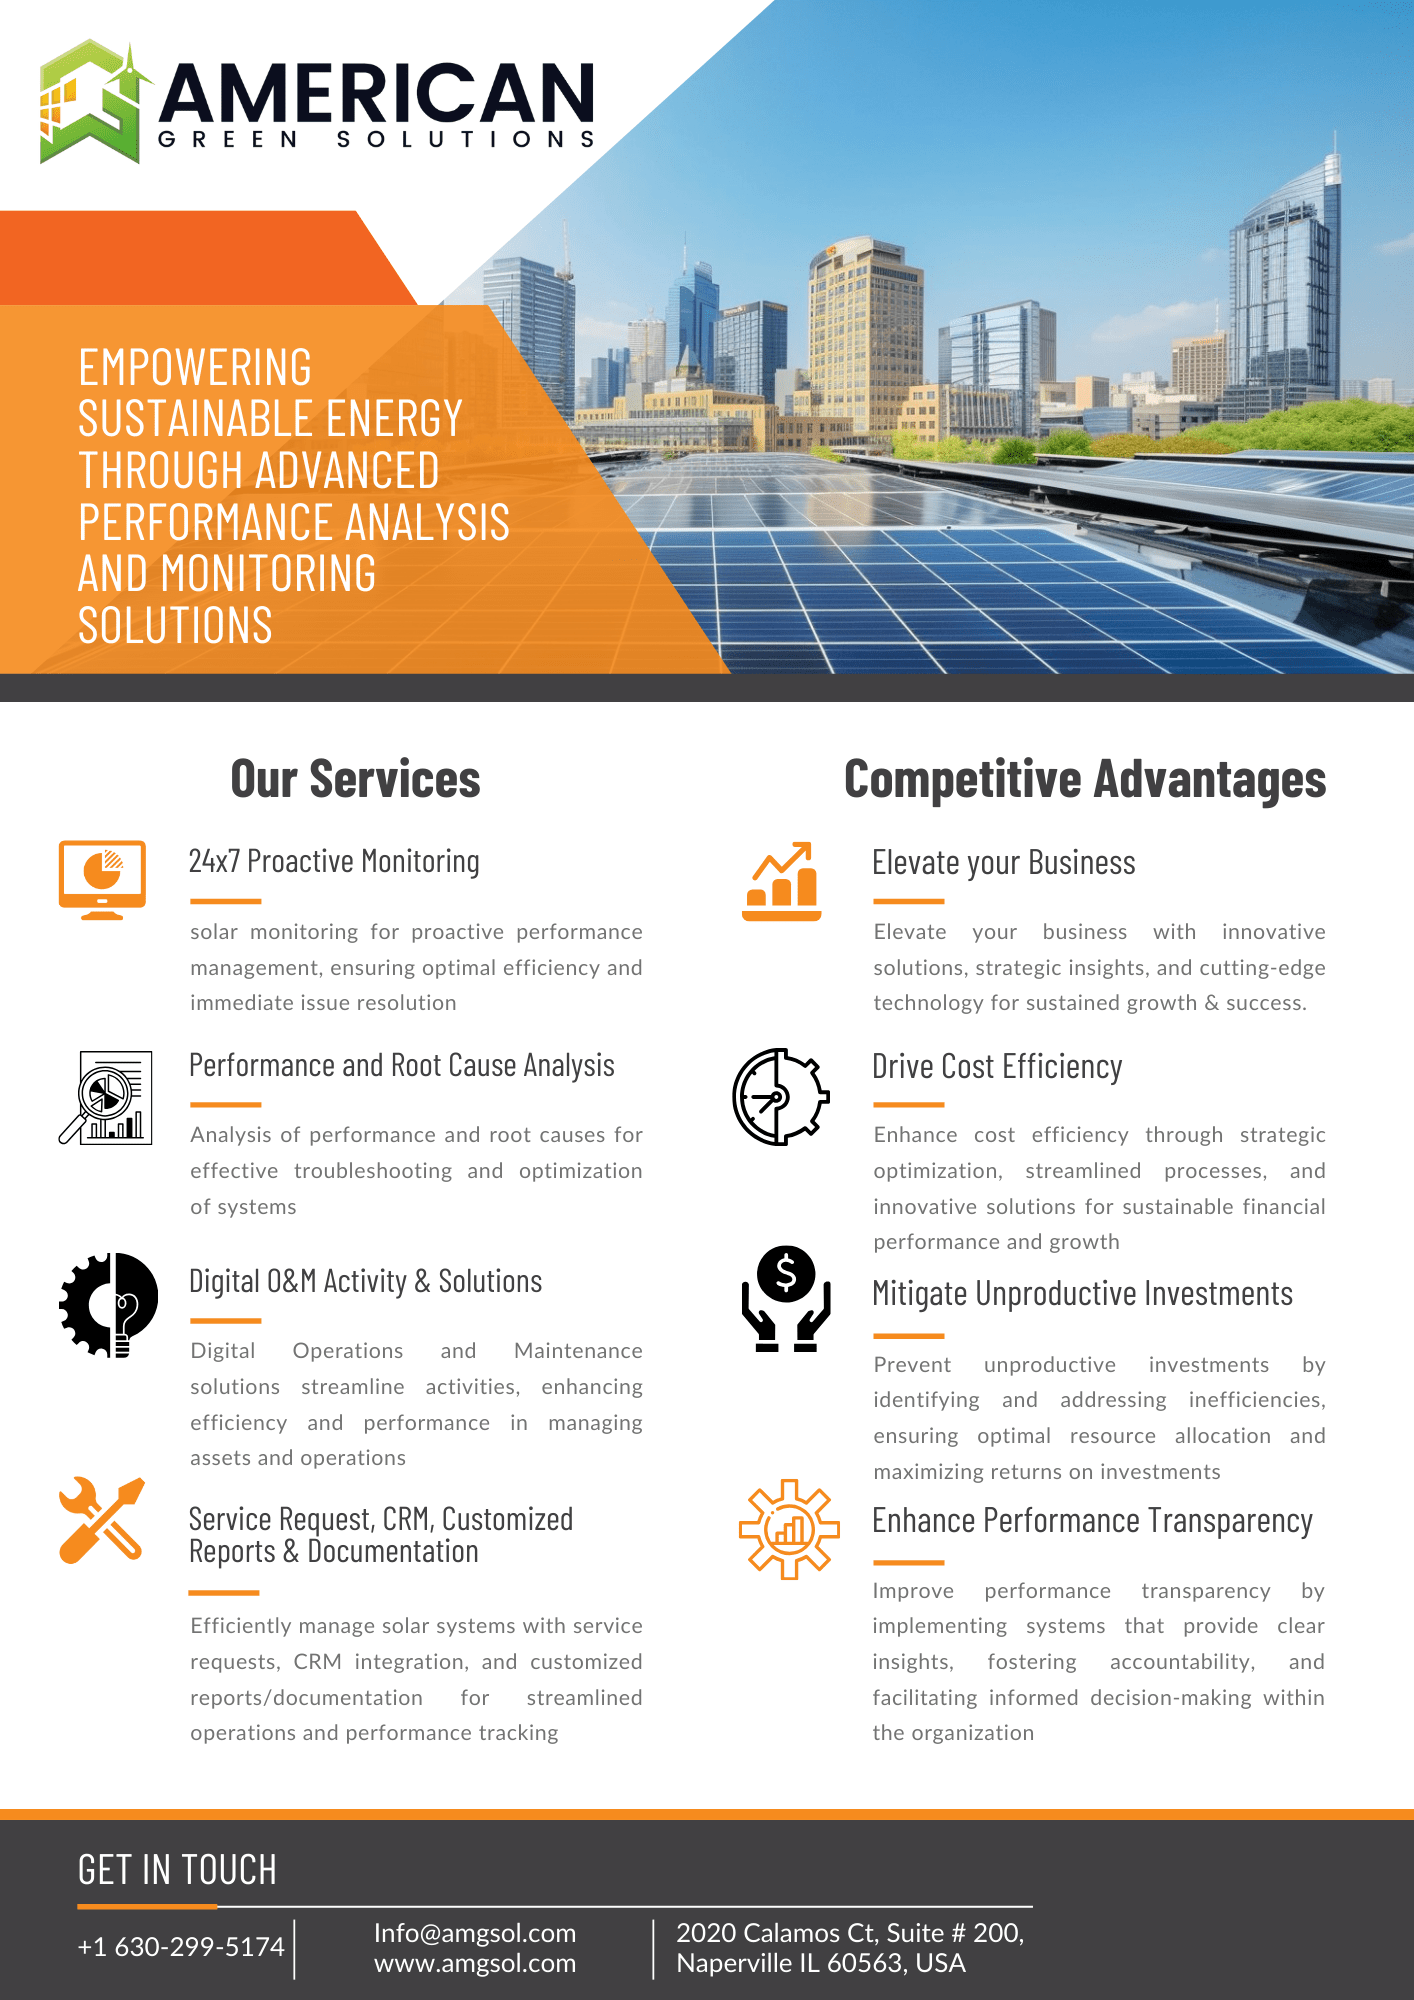 AMERICAN
GREEN SOLUTIONS
EMPOWERING
SUSTAINABLE ENERGY
THROUGH ADVANCED
PERFORMANCE ANALYSIS
AND MONITORING
SOLUTIONS
Our Services
24x7 Proactive Monitoring
solar monitoring for proactive performance
management, ensuring optimal efficiency and
immediate issue resolution
Performance and Root Cause Analysis
Analysis of performance and root causes for
effective troubleshooting and optimization
of systems
Digital O&M Activity & Solutions
Digital Operations and Maintenance
solutions streamline activities, enhancing
efficiency and performance in managing
assets and operations
Service Request, CRM, Customized
Reports & Documentation
Efficiently manage solar systems with service
requests, CRM integration, and customized
reports/documentation for streamlined
operations and performance tracking
Competitive Advantages
Elevate your Business
Elevate your business with innovative
solutions, strategic insights, and cutting-edge
technology for sustained growth & success.
Drive Cost Efficiency
Enhance cost efficiency through strategic
optimization, streamlined processes, and
innovative solutions for sustainable financial
performance and growth
$
Mitigate Unproductive Investments
Prevent unproductive investments by
identifying and addressing inefficiencies,
ensuring optimal resource allocation and
maximizing returns on investments
Enhance Performance Transparency
Improve performance transparency by
implementing systems that provide clear
insights, fostering accountability, and
facilitating informed decision-making within
the organization
GET IN TOUCH
+1 630-299-5174
Info@amgsol.com
www.amgsol.com
2020 Calamos Ct, Suite # 200,
Naperville IL 60563, USA